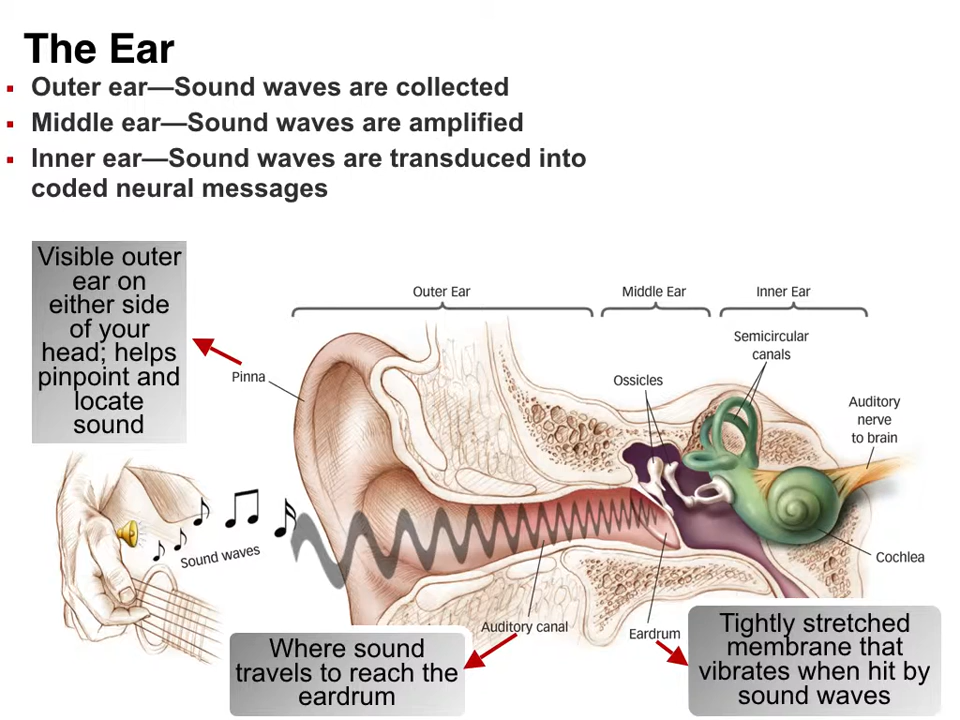 The Ear
Outer ear—Sound waves are collected
Middle ear—Sound waves are amplified
Inner ear—Sound waves are transduced into
coded neural messages
Visible outer
ear on
either side
of your
head; helps
pinpoint and
locate
sound
Outer Ear
Middle Ear
Inner Ear
Semicircular
canals
Pinna
Ossicles
Auditory
nerve
to brain
Sound waves
Cochlea
Auditory canal
Eardrum
Where sound
travels to reach the
eardrum
Tightly stretched
membrane that
vibrates when hit by
sound waves